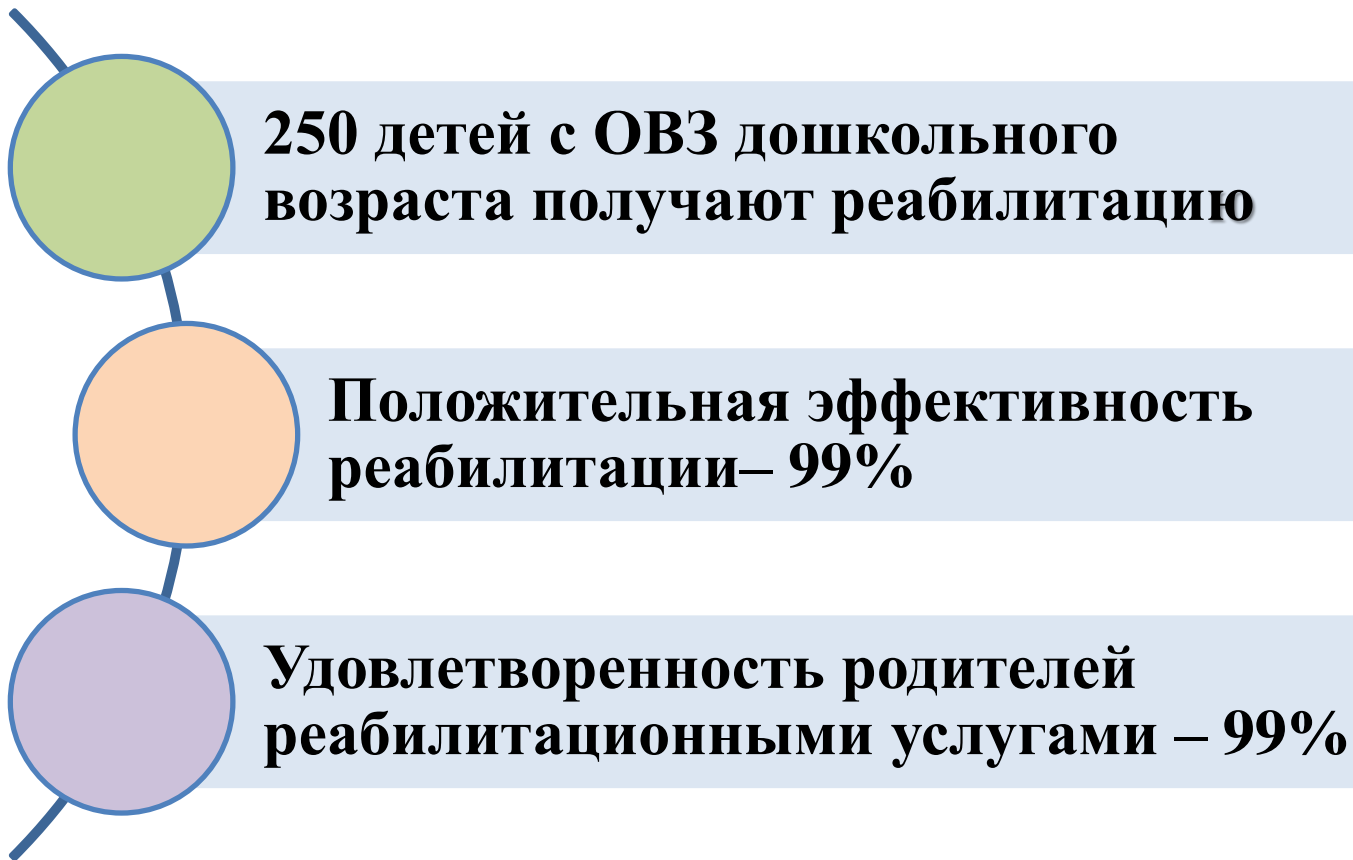 250 детей с ОВЗ дошкольного
возраста получают реабилитацию
Положительная эффективность
реабилитации– 99%
Удовлетворенность родителей
реабилитационными услугами – 99%